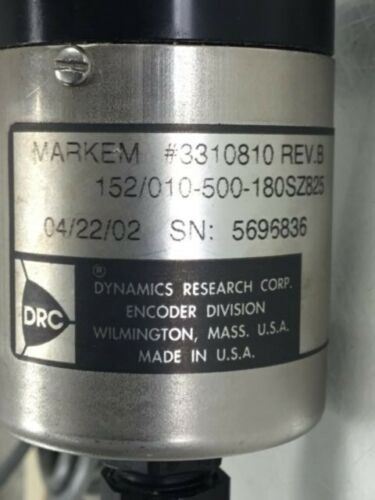 MARKEM #3310810 REV.B
152/010-500-180SZB25
04/22/02 SN: 5696836
®
DYNAMICS RESEARCH CORP.
ENCODER DIVISION
WILMINGTON, MASS. U.S.A.
MADE IN U.S.A.
DRC